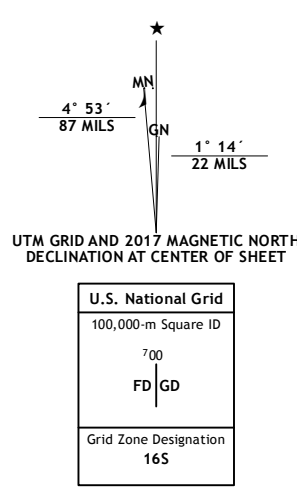 ★
MN
4° 53´
87 MILS
GN
1° 14´
22 MILS
UTM GRID AND 2017 MAGNETIC NORTH
DECLINATION AT CENTER OF SHEET
U.S. National Grid
100,000-m Square ID
700
FD GD
Grid Zone Designation
16S